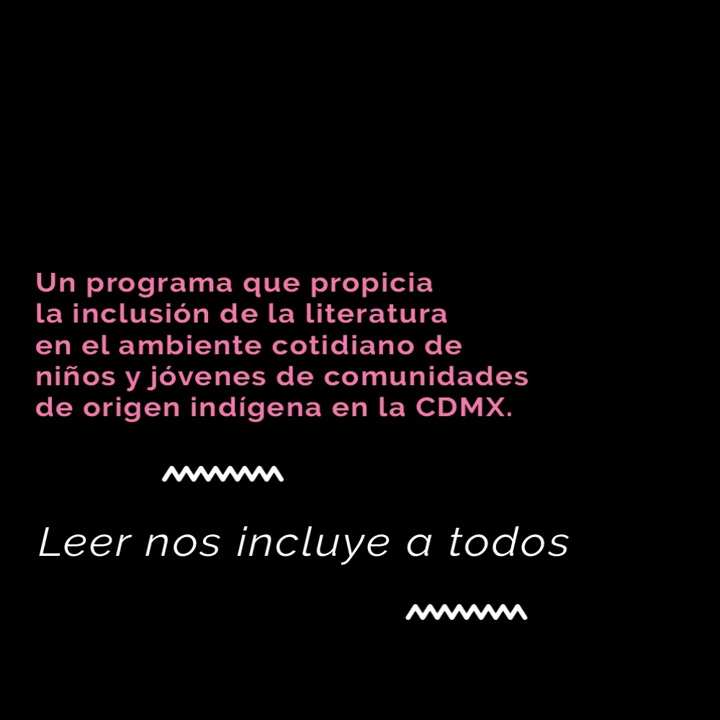 Un programa que propicia
la inclusión de la literatura
en el ambiente cotidiano de
niños y jóvenes de comunidades
de origen indígena en la CDMX.
Leer nos incluye a todos